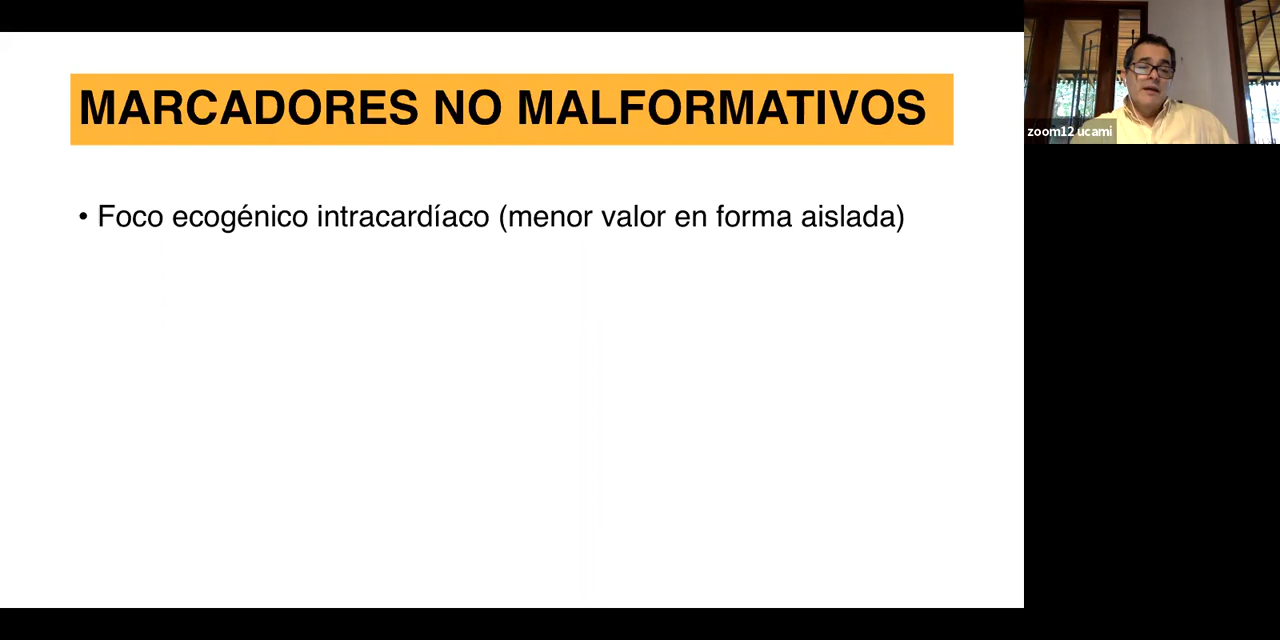 MARCADORES NO MALFORMATIVOS
• Foco ecogénico intracardíaco (menor valor en forma aislada)
zoom12 ucami